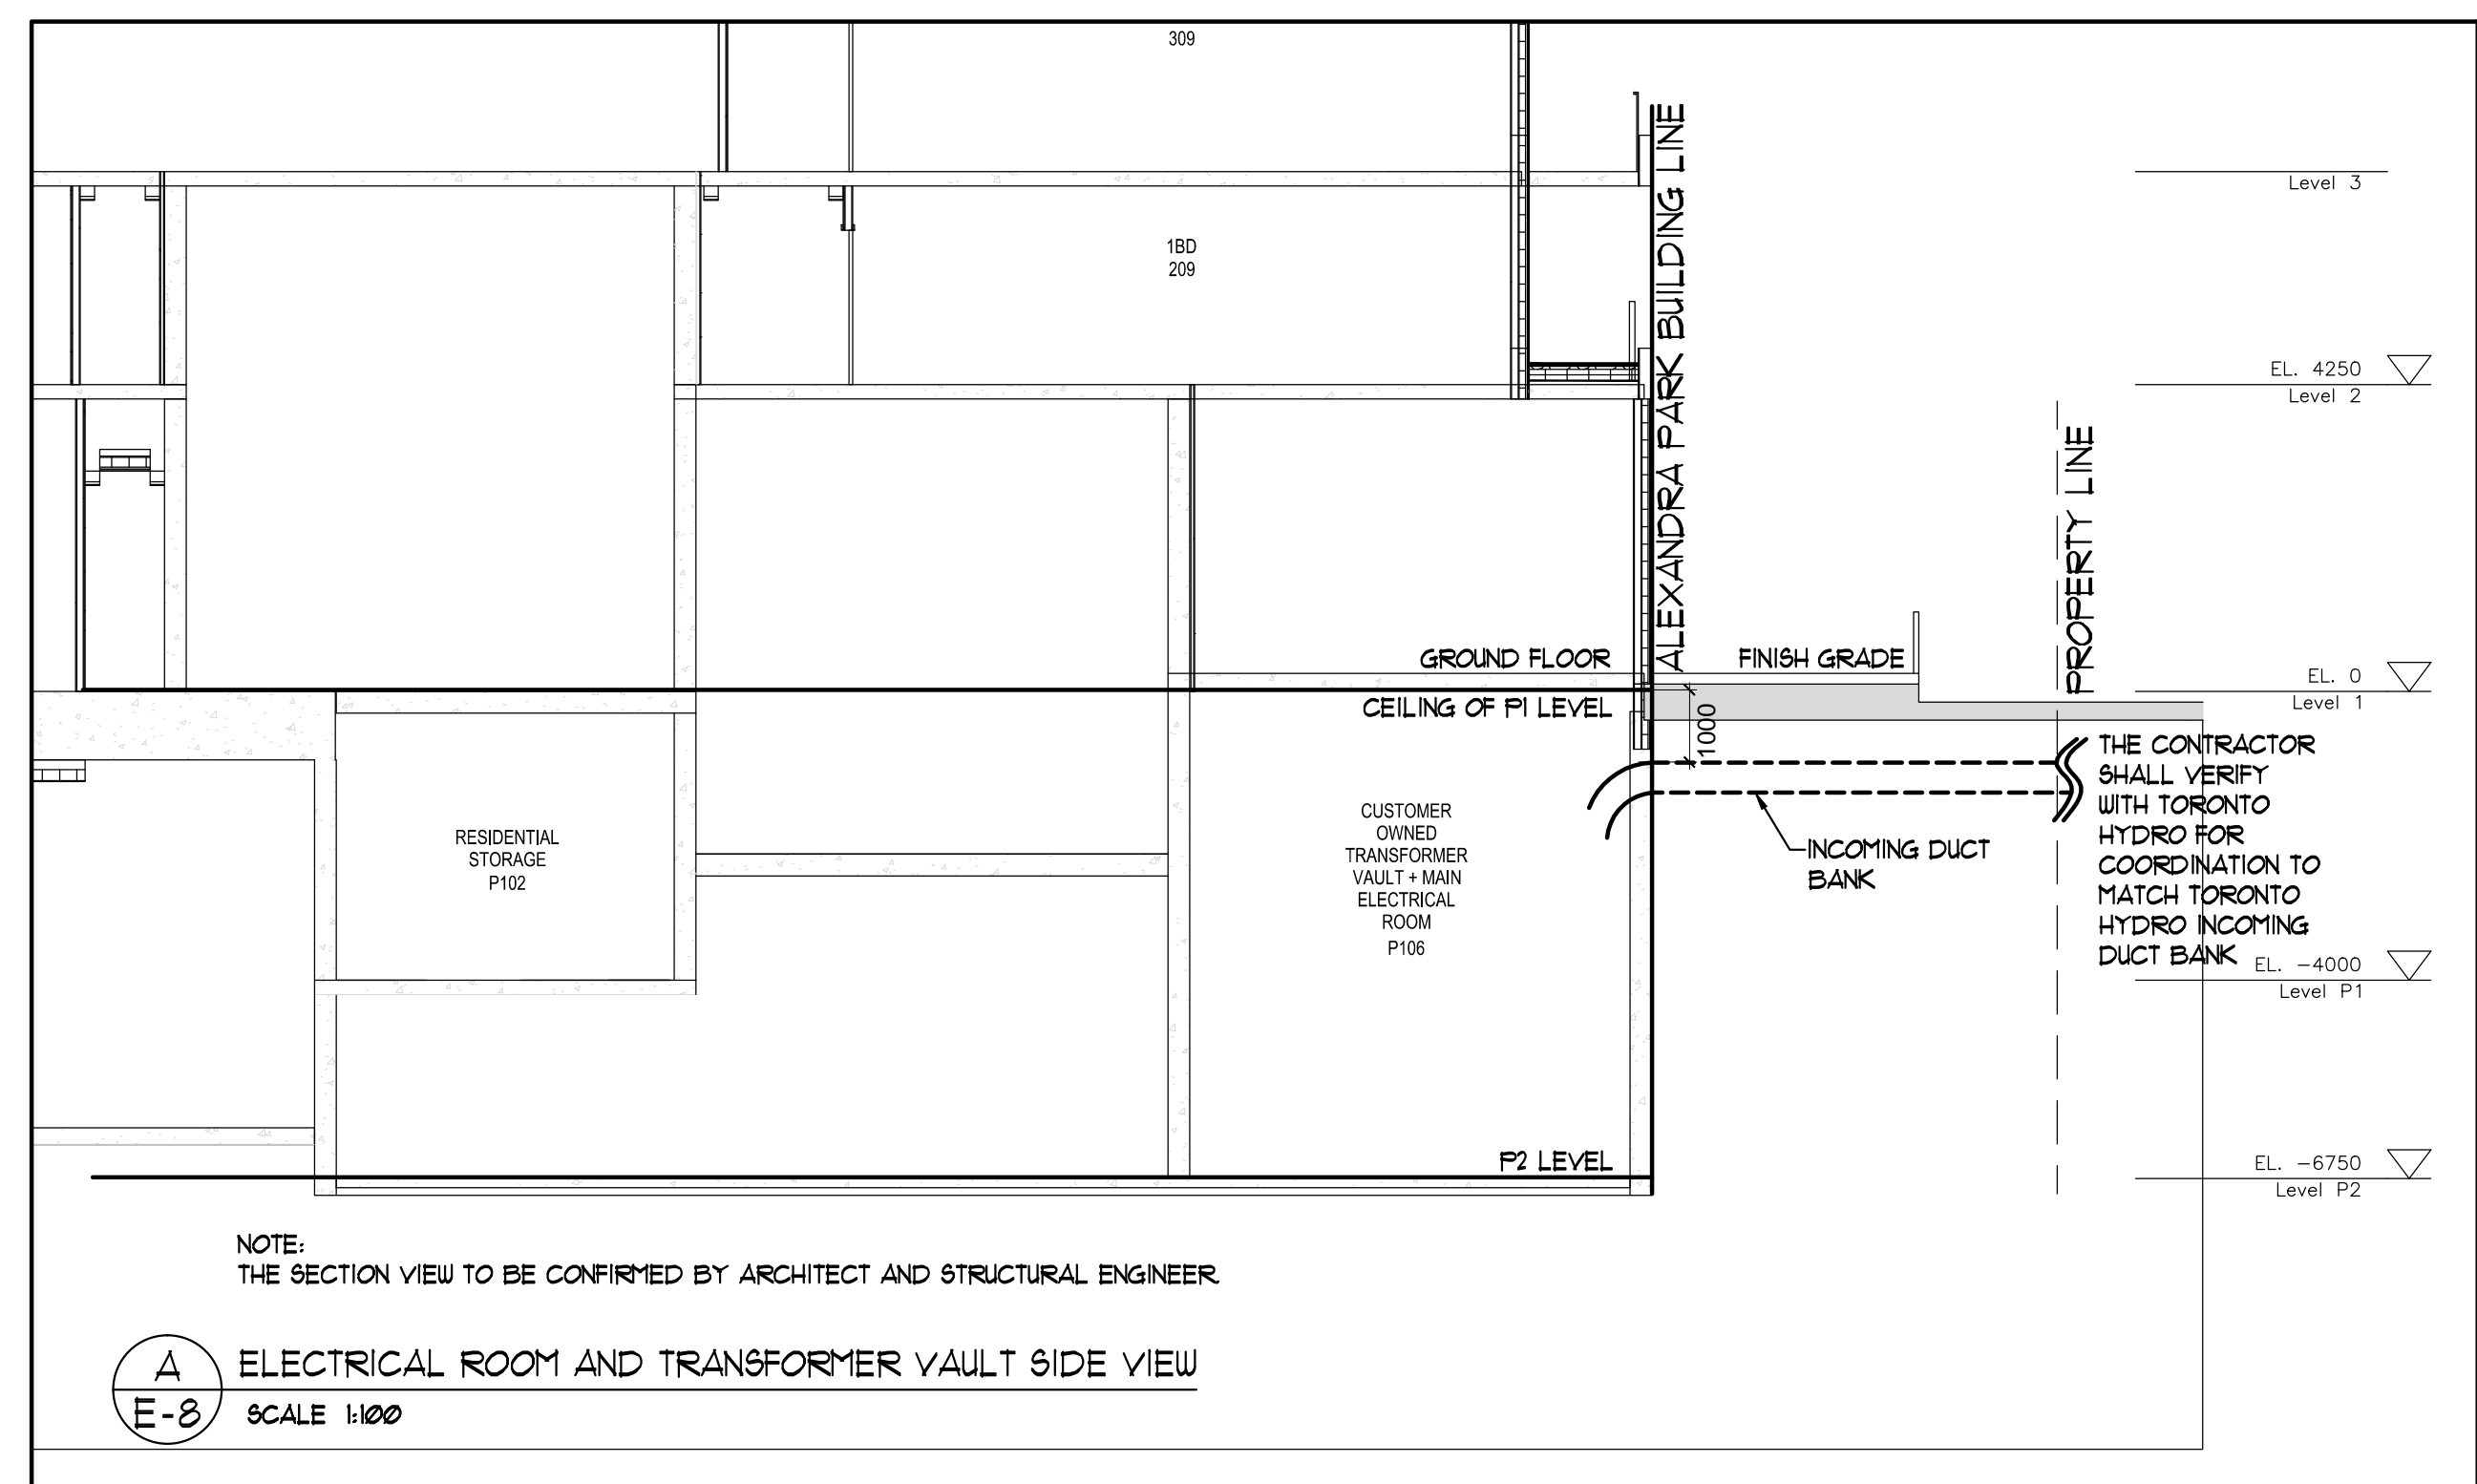 309
Level 3
1BD
209
EL. 4250
Level 2
ALEXANDRA PARK BUILDING LINE
PROPERTY LINE
GROUND FLOOR
FINISH GRADE
EL. 0
Level 1
CEILING OF P1 LEVEL
1000
THE CONTRACTOR
SHALL VERIFY
WITH TORONTO
HYDRO FOR
COORDINATION TO
MATCH TORONTO
HYDRO INCOMING
DUCT BANK
INCOMING DUCT
BANK
RESIDENTIAL
STORAGE
P102
CUSTOMER
OWNED
TRANSFORMER
VAULT + MAIN
ELECTRICAL
ROOM
P106
EL. -4000
Level P1
P2 LEVEL
EL. -6750
Level P2
NOTE:
THE SECTION VIEW TO BE CONFIRMED BY ARCHITECT AND STRUCTURAL ENGINEER
A
E-8
ELECTRICAL ROOM AND TRANSFORMER VAULT SIDE VIEW
SCALE 1:100